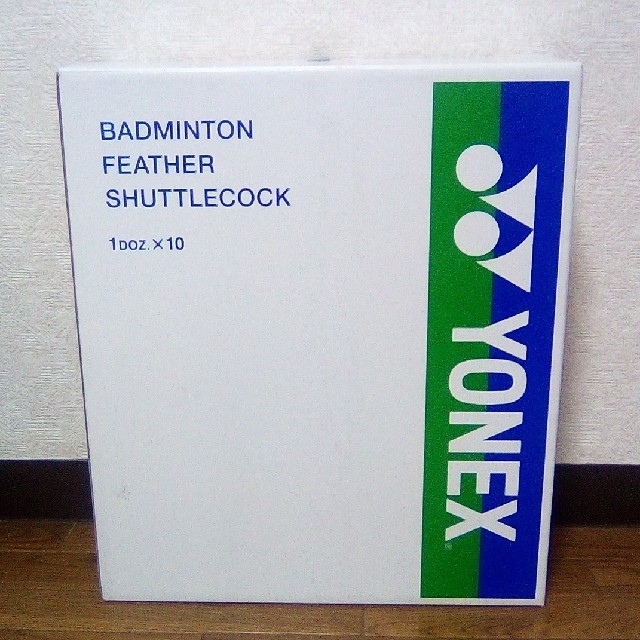 BADMINTON
FEATHER
SHUTTLECOCK
1DOZ.×10
YONEX